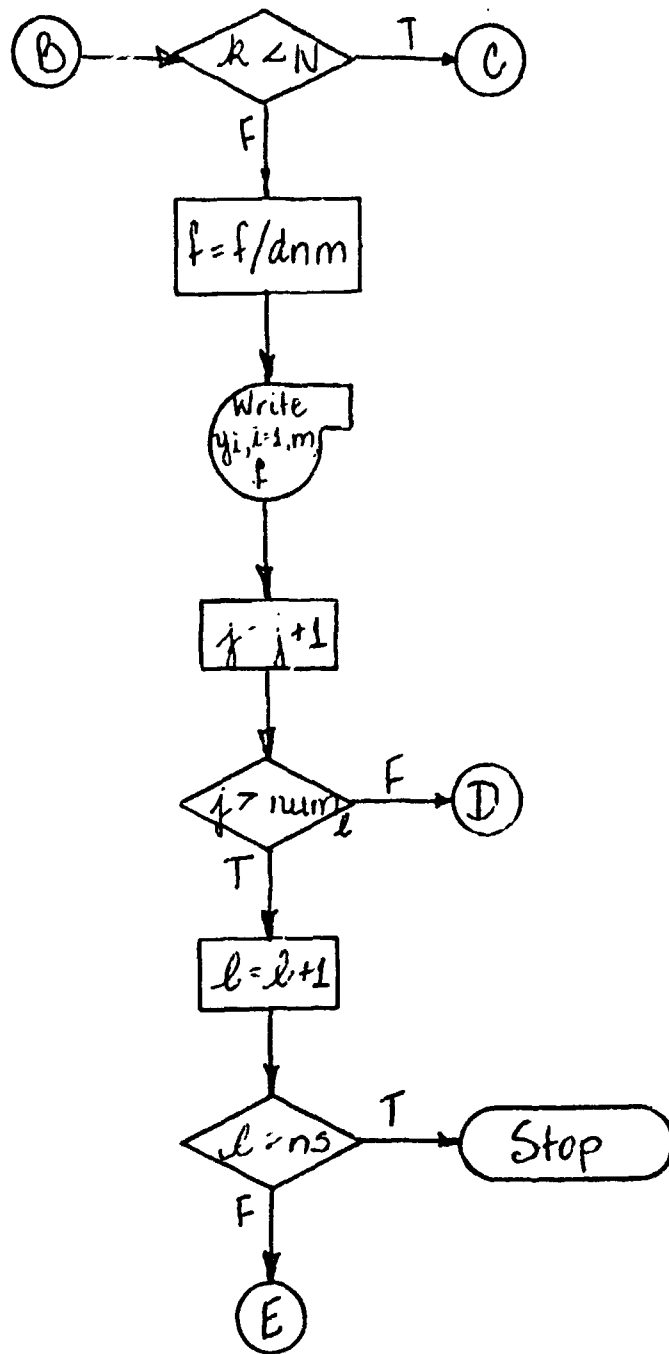 B
k < N
T
C
F
f = f/dnm
Write
yi, i=1, m,
f
j = j+1
j > num
l
F
D
T
l = l+1
l > ns
T
Stop
F
E